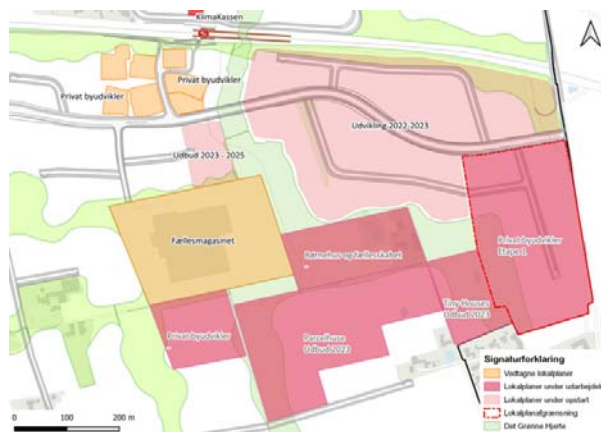 KlimaKassen
Privat byudvikler
Privat byudvikler
Udvikling 2022-2023
Udbud 2023 - 2025
Fællesmagasinet
Børnehus og fællesskabet
Privat byudvikler
Etape 1
Tiny Houses
Udbud 2023
Privat byudvikler
Parcelhuse
Udbud 2023
Signaturforklaring
Vedtagne lokalplaner
Lokalplaner under udarbejdelse
Lokalplaner under opstart
Lokalplanafgrænsning
Det Grønne Hjerte
0 100 200 m